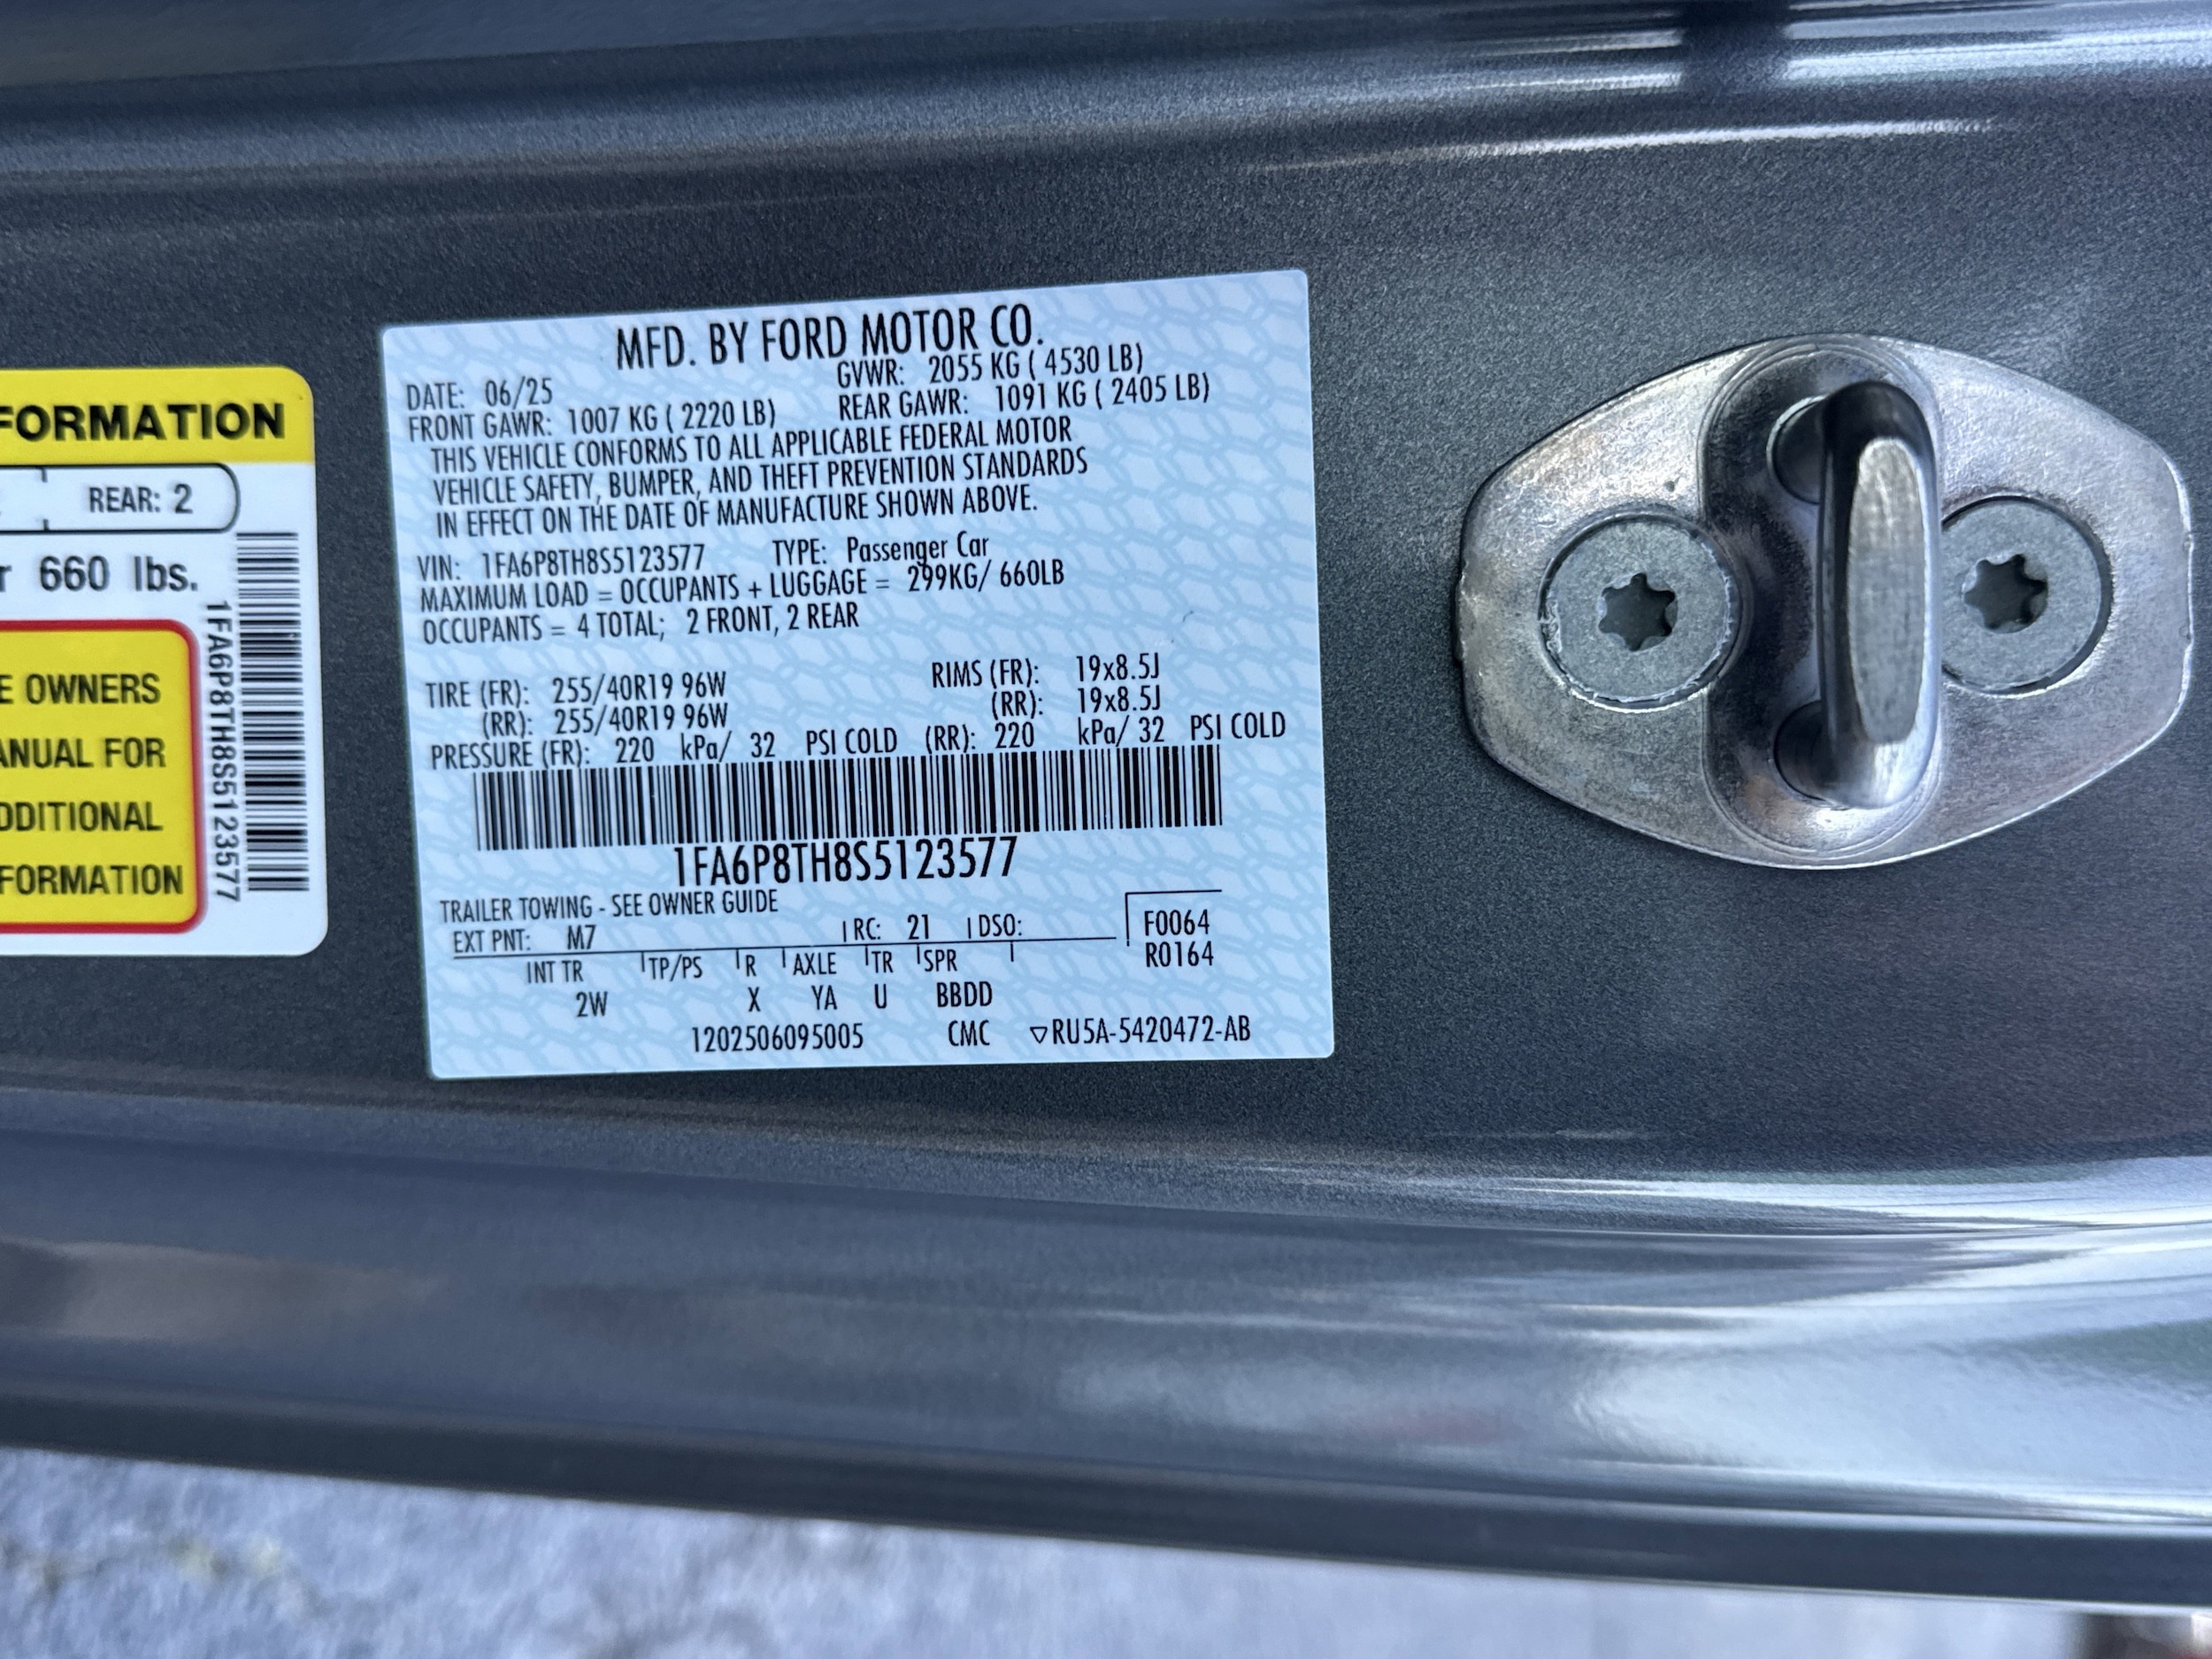 FORMATION
REAR: 2
r 660 lbs.
E OWNERS
ANUAL FOR
DDITIONAL
FORMATION
1FA6P8TH8S5123577
MFD. BY FORD MOTOR CO.
DATE: 06/25 GVWR: 2055 KG ( 4530 LB)
FRONT GAWR: 1007 KG ( 2220 LB) REAR GAWR: 1091 KG ( 2405 LB)
THIS VEHICLE CONFORMS TO ALL APPLICABLE FEDERAL MOTOR
VEHICLE SAFETY, BUMPER, AND THEFT PREVENTION STANDARDS
IN EFFECT ON THE DATE OF MANUFACTURE SHOWN ABOVE.
VIN: 1FA6P8TH8S5123577 TYPE: Passenger Car
MAXIMUM LOAD = OCCUPANTS + LUGGAGE = 299KG/ 660LB
OCCUPANTS = 4 TOTAL; 2 FRONT, 2 REAR
TIRE (FR): 255/40R19 96W RIMS (FR): 19x8.5J
(RR): 255/40R19 96W (RR): 19x8.5J
PRESSURE (FR): 220 kPa/ 32 PSI COLD (RR): 220 kPa/ 32 PSI COLD
1FA6P8TH8S5123577
TRAILER TOWING - SEE OWNER GUIDE
EXT PNT: M7 RC: 21 DSO: F0064
INT TR TP/PS R AXLE TR SPR R0164
2W X YA U BBDD
1202506095005 CMC ▽RU5A-5420472-AB